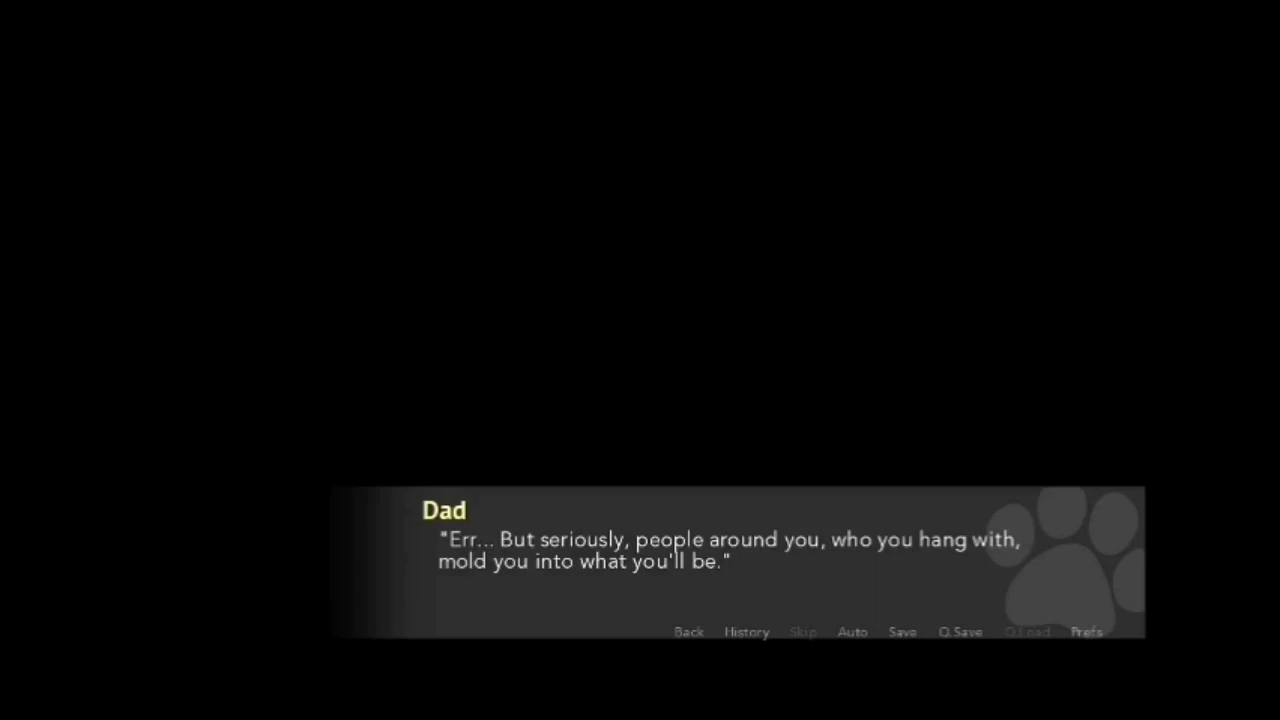 Dad
"Err... But seriously, people around you, who you hang with,
mold you into what you'll be."
Back History Skip Auto Save Q.Save Q.Load Prefs